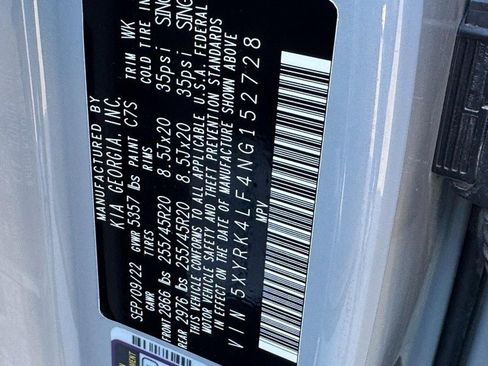 MANUFACTURED BY
KIA GEORGIA, INC.
SEP/09/22 GVWR 5357 lbs PAINT C7S TRIM WK
GAWR TIRES RIMS COLD TIRE IN
FRONT 2866 lbs 255/45R20 8.5Jx20 35psi SING
REAR 2976 lbs 255/45R20 8.5Jx20 35psi SING
THIS VEHICLE CONFORMS TO ALL APPLICABLE U.S.A. FEDERAL
MOTOR VEHICLE SAFETY AND THEFT PREVENTION STANDARDS
IN EFFECT ON THE DATE OF MANUFACTURE SHOWN ABOVE
VIN 5XYRK4LF4NG152728
MPV